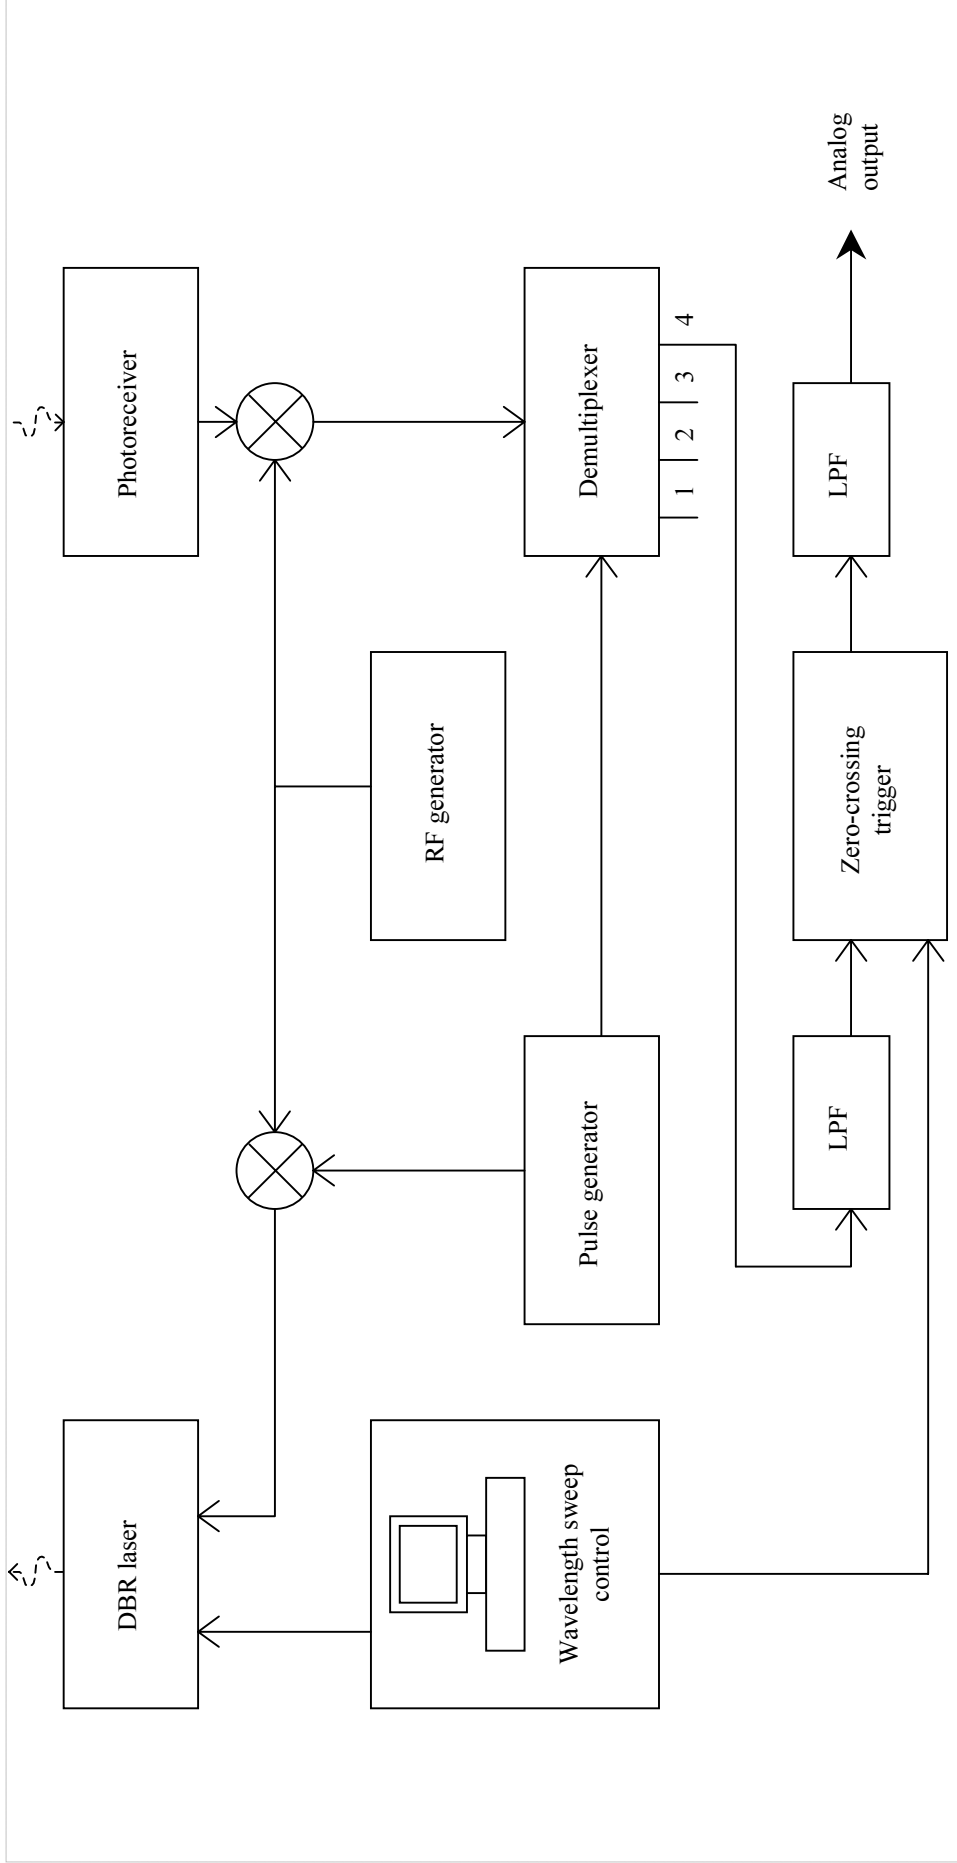 DBR laser
Photoreceiver
RF generator
Wavelength sweep
control
Pulse generator
Demultiplexer
1
2
3
4
LPF
Zero-crossing
trigger
LPF
Analog
output